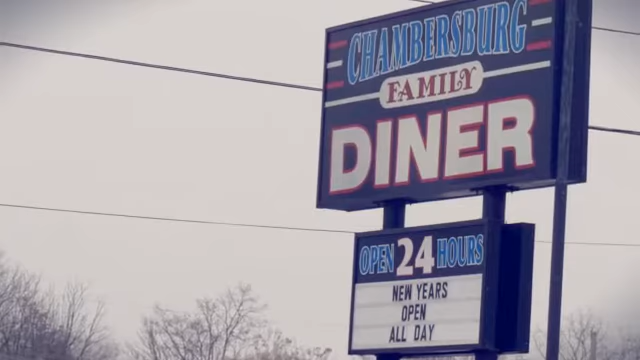 CHAMBERSBURG
FAMILY
DINER
OPEN 24 HOURS
NEW YEARS
OPEN
ALL DAY